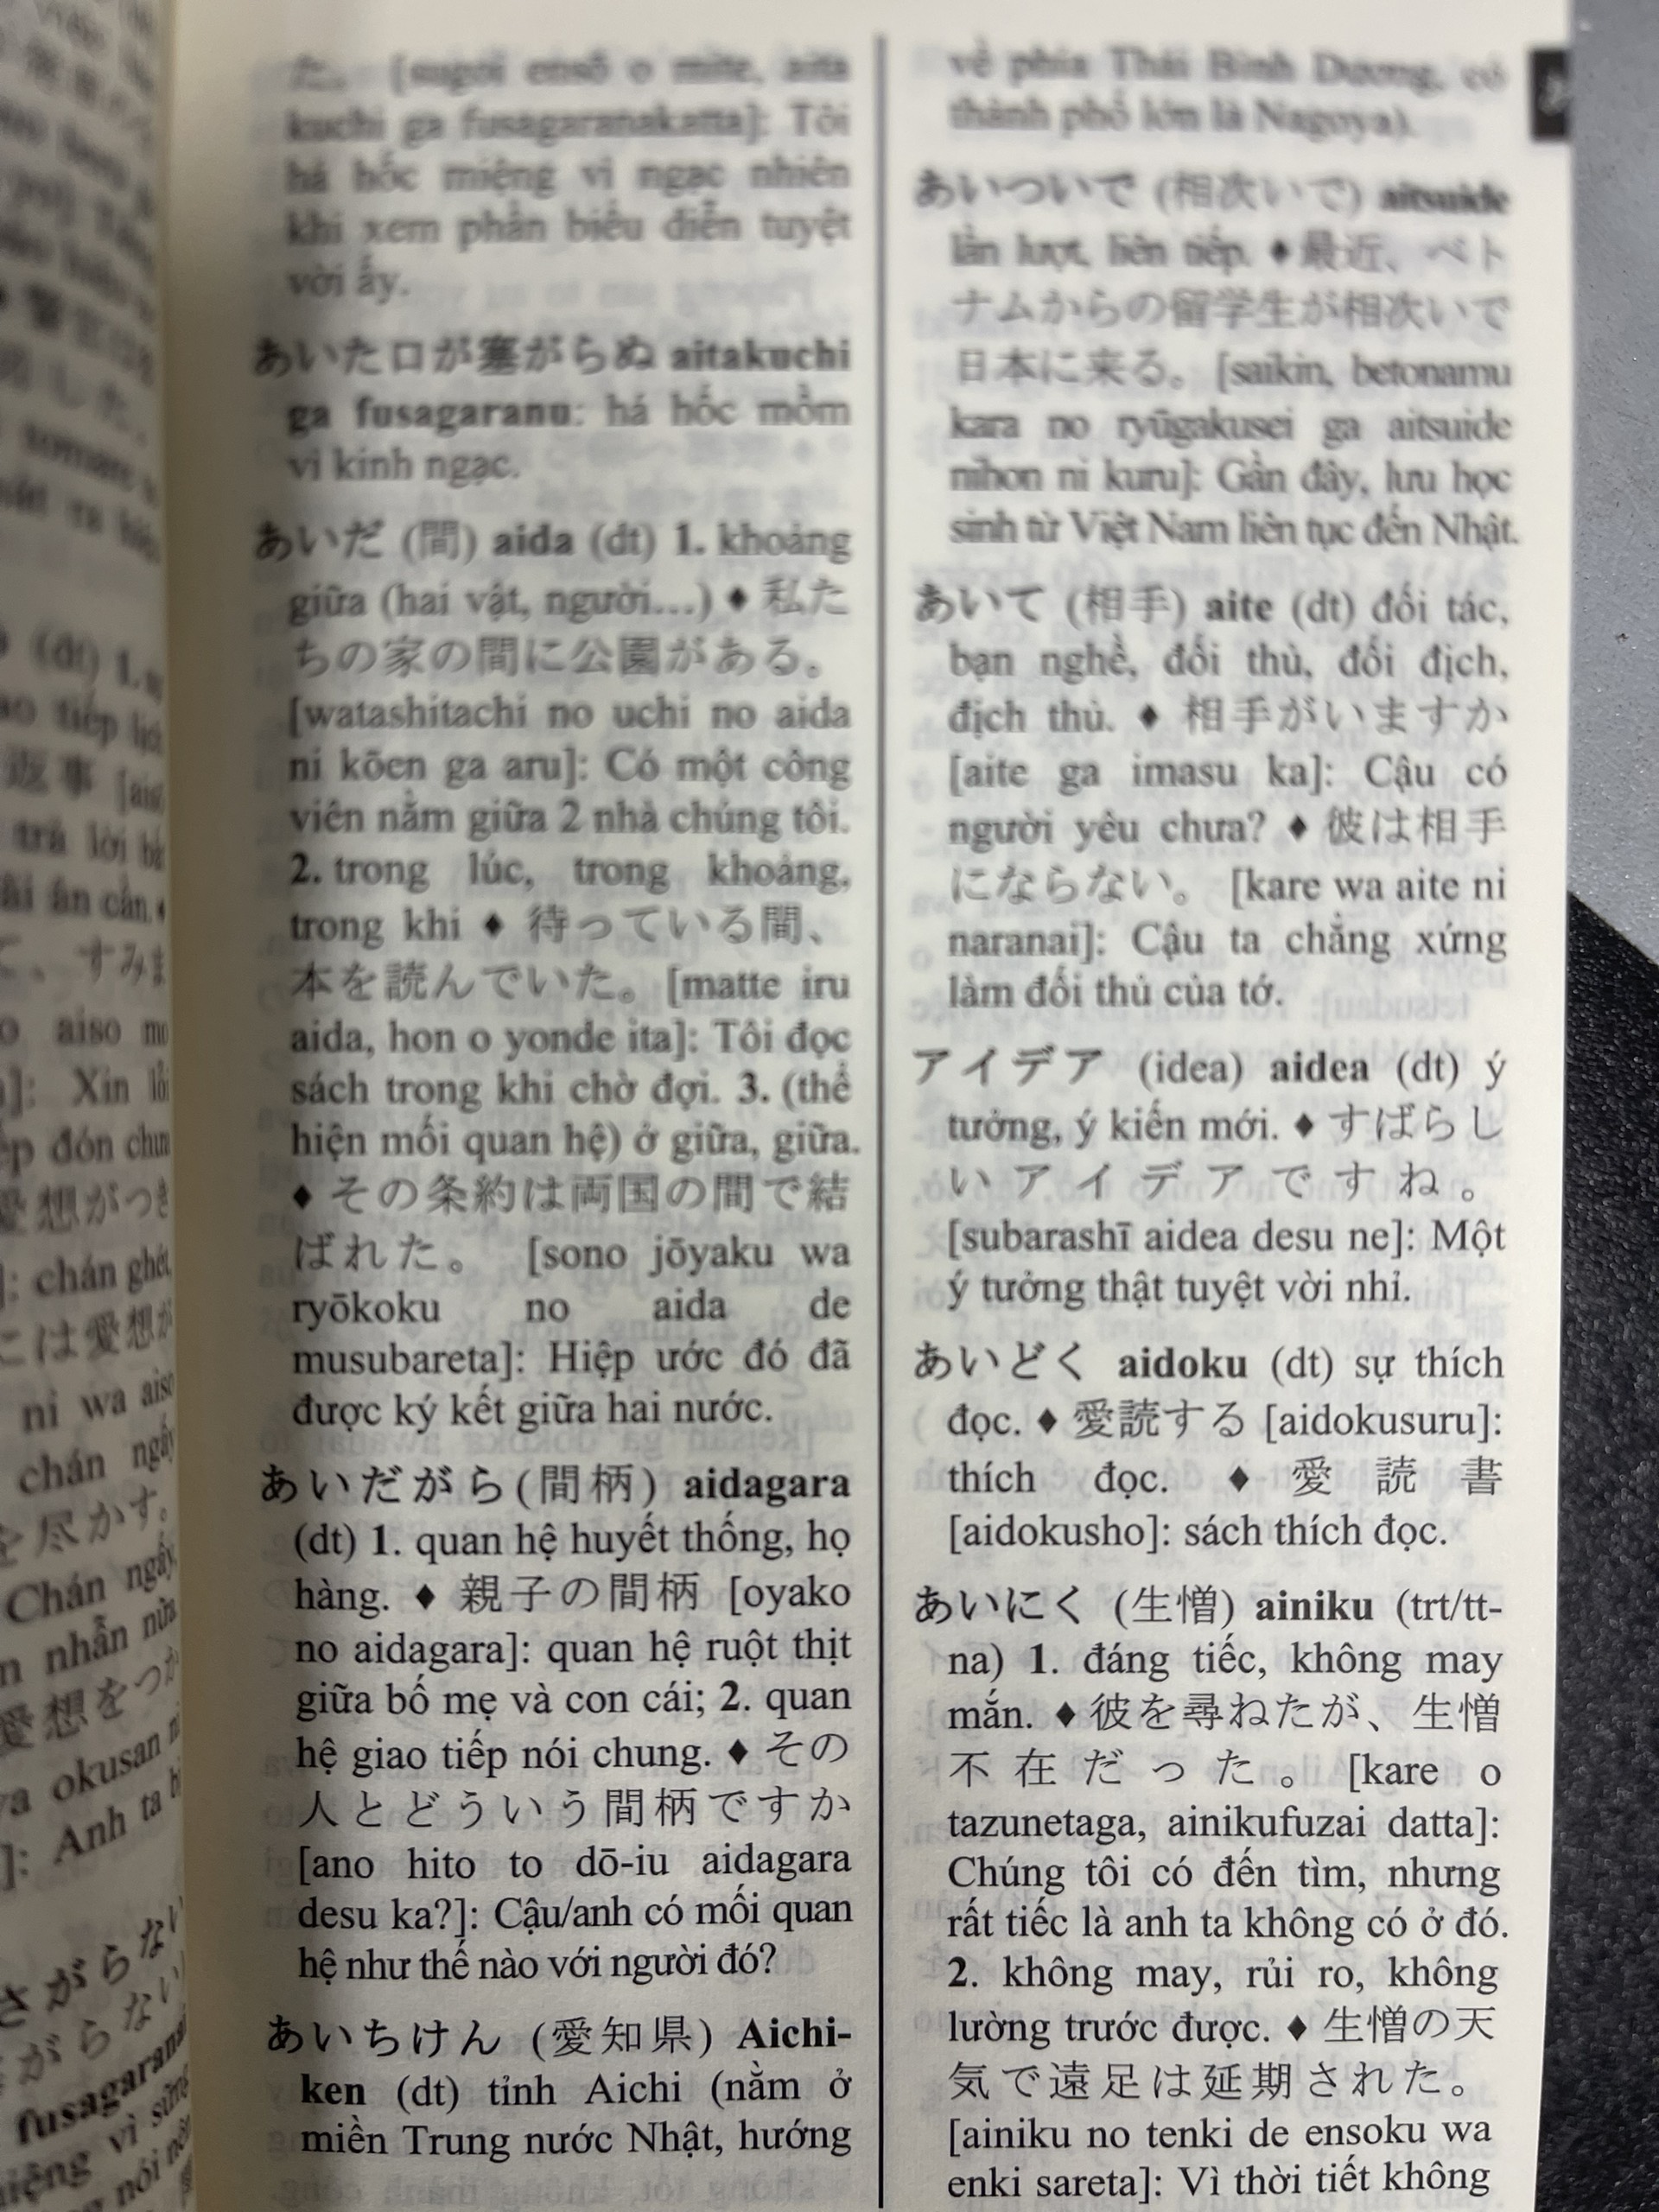 た。 [sugoi ensō o mite, aita
kuchi ga fusagaranakatta]: Tôi
há hốc miệng vì ngạc nhiên
khi xem phần biểu diễn tuyệt
vời ấy.
あいた口が塞がらぬ aitakuchi
ga fusagaranu: há hốc mồm
vì kinh ngạc.
あいだ (間) aida (dt) 1. khoảng
giữa (hai vật, người...) ♦ 私た
ちの家の間に公園がある。
[watashitachi no uchi no aida
ni kōen ga aru]: Có một công
viên nằm giữa 2 nhà chúng tôi.
2. trong lúc, trong khoảng,
trong khi ♦ 待っている間、
本を読んでいた。[matte iru
aida, hon o yonde ita]: Tôi đọc
sách trong khi chờ đợi. 3. (thể
hiện mối quan hệ) ở giữa, giữa.
♦ その条約は両国の間で結
ばれた。 [sono jōyaku wa
ryōkoku no aida de
musubareta]: Hiệp ước đó đã
được ký kết giữa hai nước.
あいだがら(間柄) aidagara
(dt) 1. quan hệ huyết thống, họ
hàng. ♦ 親子の間柄 [oyako
no aidagara]: quan hệ ruột thịt
giữa bố mẹ và con cái; 2. quan
hệ giao tiếp nói chung. ♦ その
人とどういう間柄ですか
[ano hito to dō-iu aidagara
desu ka?]: Cậu/anh có mối quan
hệ như thế nào với người đó?
あいちけん (愛知県) Aichi-
ken (dt) tỉnh Aichi (nằm ở
miền Trung nước Nhật, hướng
về phía Thái Bình Dương, có
thành phố lớn là Nagoya).
あいついで (相次いで) aitsuide
lần lượt, liên tiếp. ♦ 最近、ベト
ナムからの留学生が相次いで
日本に来る。 [saikin, betonamu
kara no ryūgakusei ga aitsuide
nihon ni kuru]: Gần đây, lưu học
sinh từ Việt Nam liên tục đến Nhật.
あいて (相手) aite (dt) đối tác,
bạn nghề, đối thủ, đối địch,
địch thủ. ♦ 相手がいますか
[aite ga imasu ka]: Cậu có
người yêu chưa? ♦ 彼は相手
にならない。 [kare wa aite ni
naranai]: Cậu ta chẳng xứng
làm đối thủ của tớ.
アイデア (idea) aidea (dt) ý
tưởng, ý kiến mới. ♦ すばらし
いアイデアですね。
[subarashī aidea desu ne]: Một
ý tưởng thật tuyệt vời nhỉ.
あいどく aidoku (dt) sự thích
đọc. ♦ 愛読する [aidokusuru]:
thích đọc. ♦ 愛読書
[aidokusho]: sách thích đọc.
あいにく (生憎) ainiku (trt/tt-
na) 1. đáng tiếc, không may
mắn. ♦ 彼を尋ねたが、生憎
不在だった。 [kare o
tazunetaga, ainikufuzai datta]:
Chúng tôi có đến tìm, nhưng
rất tiếc là anh ta không có ở đó.
2. không may, rủi ro, không
lường trước được. ♦ 生憎の天
気で遠足は延期された。
[ainiku no tenki de ensoku wa
enki sareta]: Vì thời tiết không